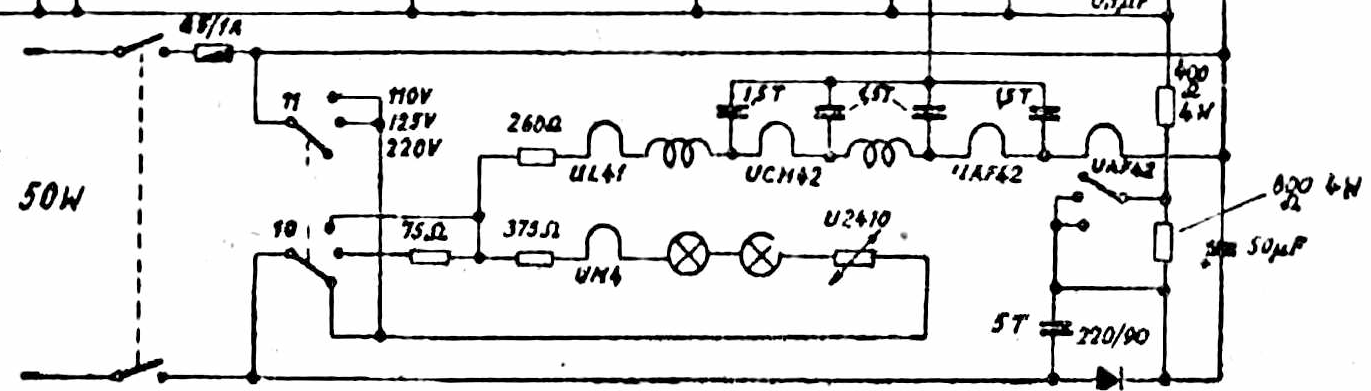 0,1µF
45/1A
11
110V
125V
220V
1,5T
1,5T
1,5T
400
Ω
4W
260Ω
UL41
UCH42
UAF42
UAF42
50W
10
75Ω
375Ω
U2410
UM4
800 4W
Ω
+ 50µF
5T
220/90